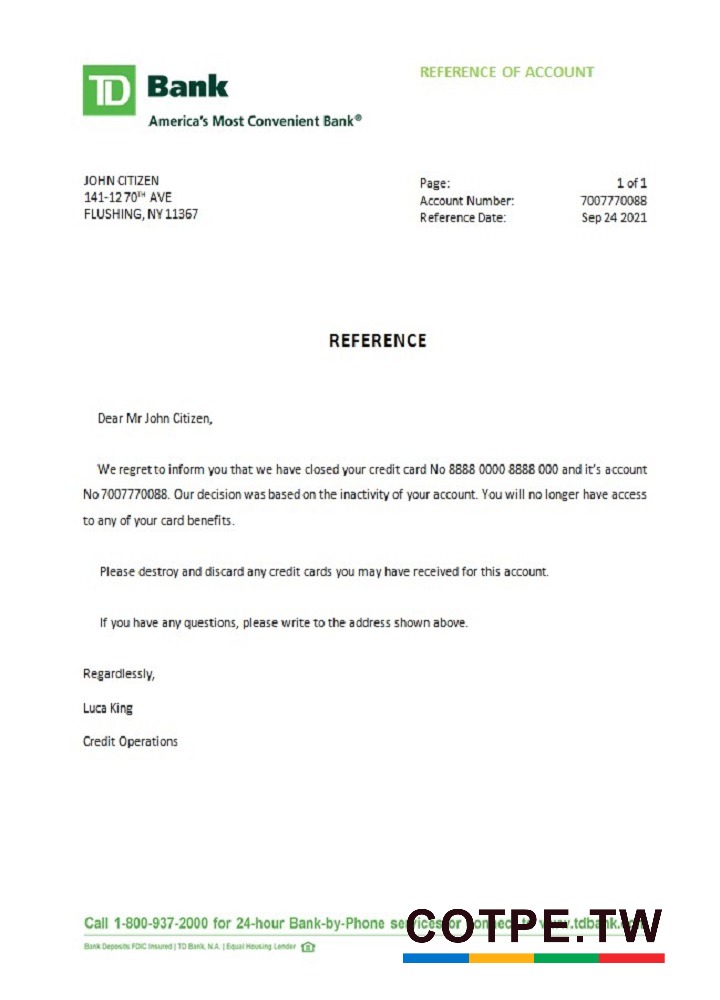 TD Bank
America's Most Convenient Bank®
REFERENCE OF ACCOUNT
JOHN CITIZEN
141-12 70TH AVE
FLUSHING, NY 11367
Page: 1 of 1
Account Number: 7007770088
Reference Date: Sep 24 2021
REFERENCE
Dear Mr John Citizen,
We regret to inform you that we have closed your credit card No 8888 0000 8888 000 and it's account
No 7007770088. Our decision was based on the inactivity of your account. You will no longer have access
to any of your card benefits.
Please destroy and discard any credit cards you may have received for this account.
If you have any questions, please write to the address shown above.
Regardlessly,
Luca King
Credit Operations
Call 1-800-937-2000 for 24-hour Bank-by-Phone services or connect to www.tdbank.com
Bank Deposits FDIC Insured | TD Bank, N.A. | Equal Housing Lender
COTPE.TW